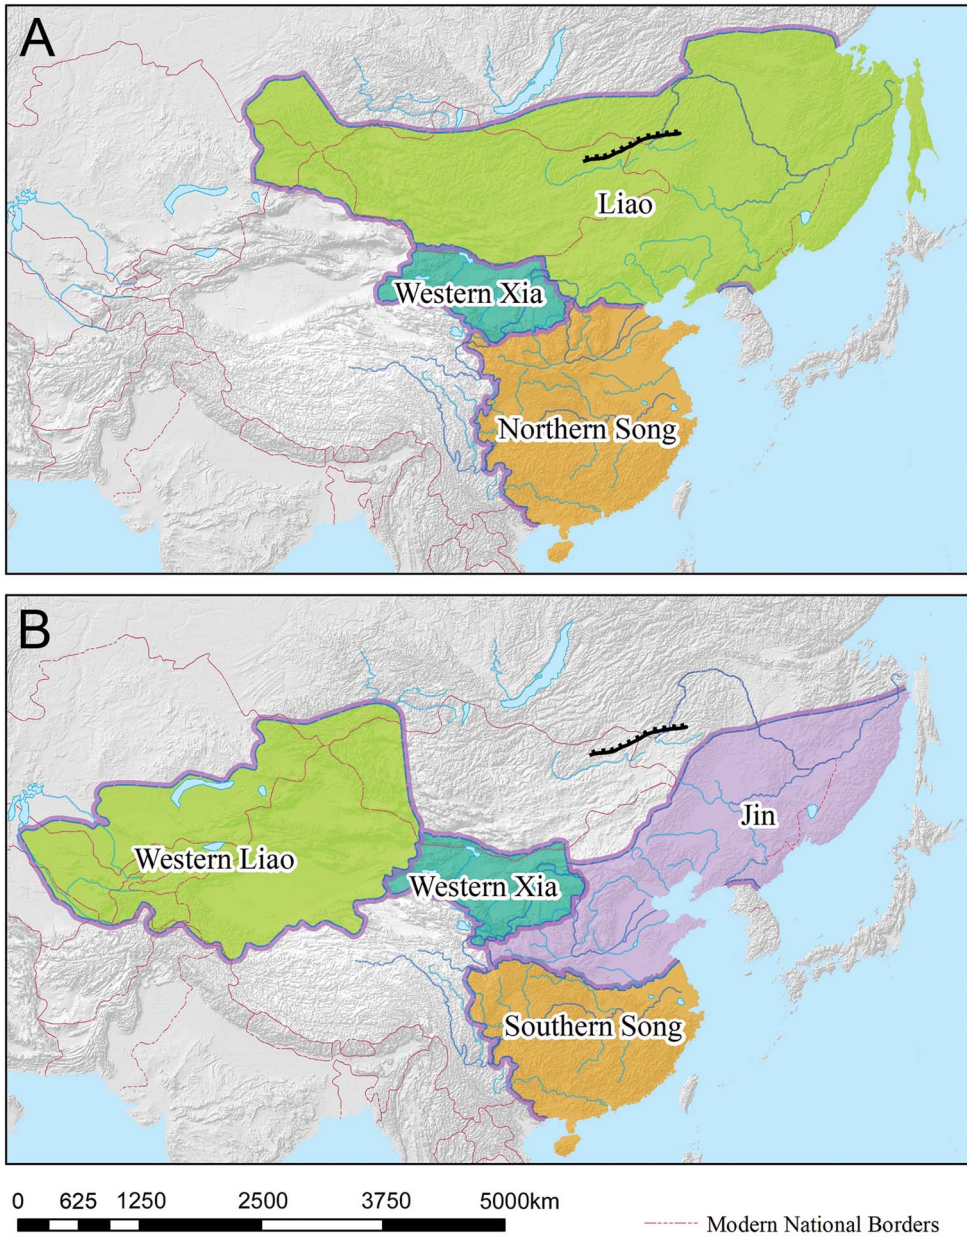 A
Liao
Western Xia
Northern Song
B
Jin
Western Liao
Western Xia
Southern Song
0 625 1250 2500 3750 5000km
Modern National Borders